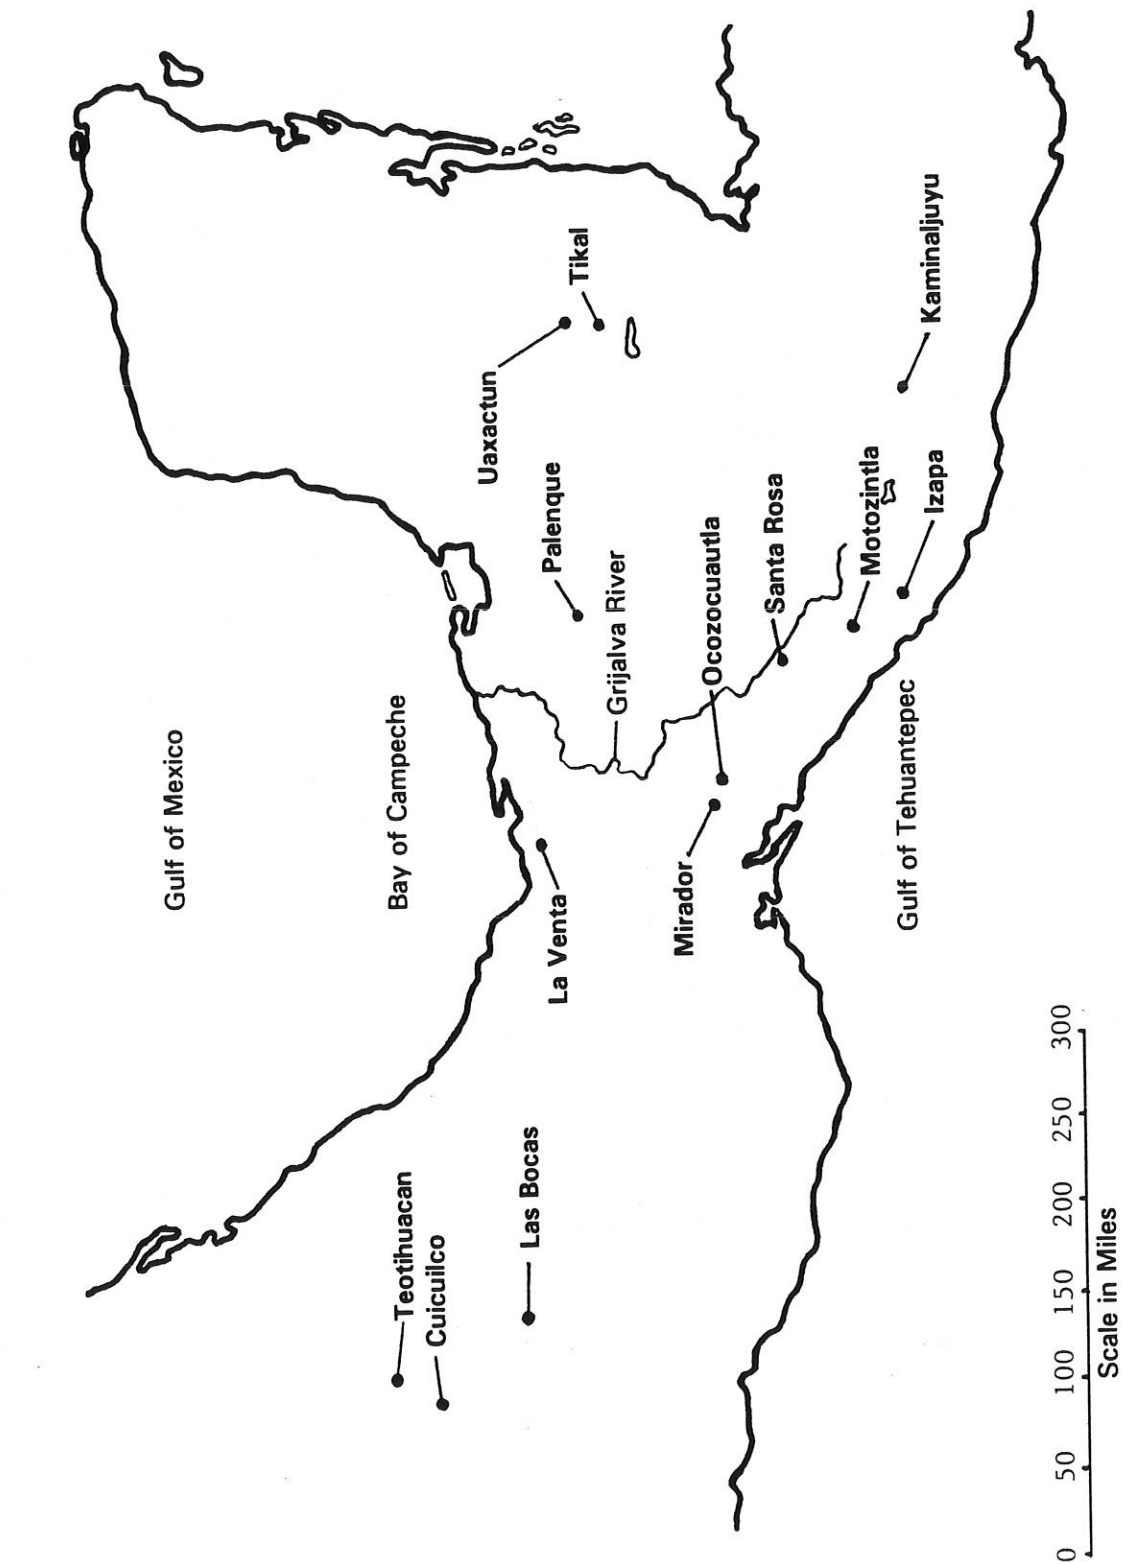 Gulf of Mexico
Bay of Campeche
Teotihuacan
Cuicuilco
Las Bocas
La Venta
Palenque
Uaxactun
Tikal
Grijalva River
Mirador
Ocozocuautla
Santa Rosa
Motozintla
Izapa
Kaminaljuyu
Gulf of Tehuantepec
0 50 100 150 200 250 300
Scale in Miles